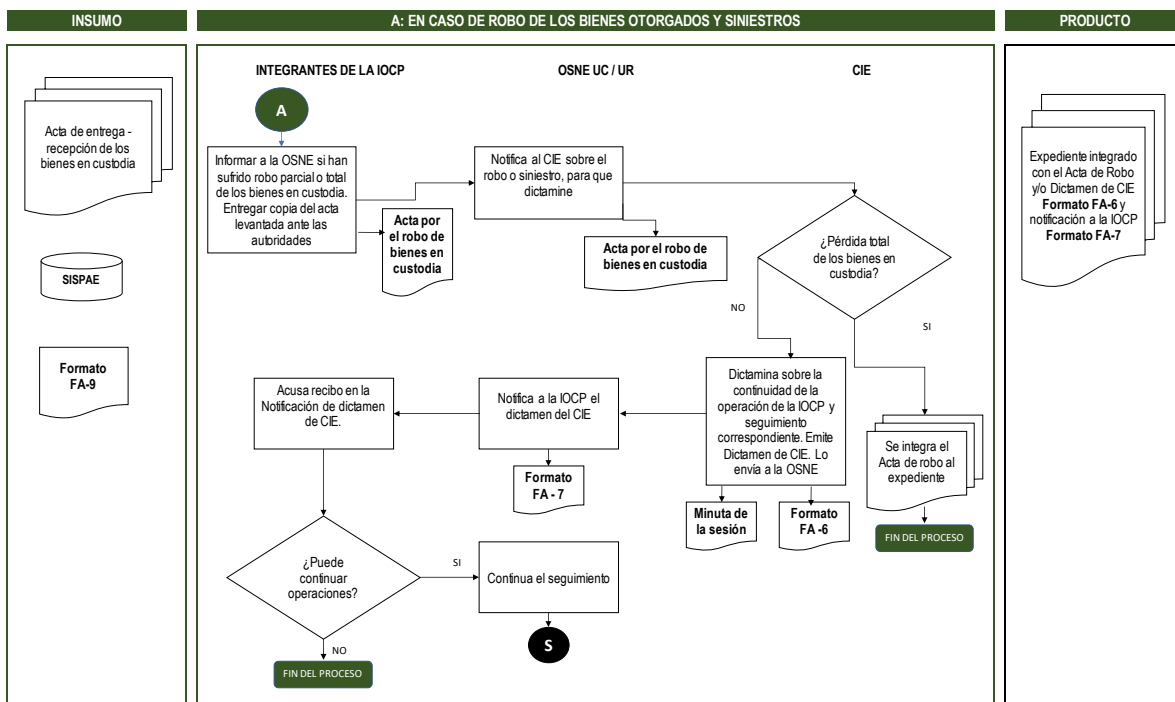 INSUMO
A: EN CASO DE ROBO DE LOS BIENES OTORGADOS Y SINIESTROS
PRODUCTO
Acta de entrega -
recepción de los
bienes en custodia
SISPAE
Formato
FA-9
INTEGRANTES DE LA IOCP
OSNE UC / UR
CIE
A
Informar a la OSNE si han
sufrido robo parcial o total
de los bienes en custodia.
Entregar copia del acta
levantada ante las
autoridades
Acta por
el robo de
bienes en
custodia
Notifica al CIE sobre el
robo o siniestro, para que
dictamine
Acta por el robo de
bienes en custodia
¿Pérdida total
de los bienes en
custodia?
NO
SI
Dictamina sobre la
continuidad de la
operación de la IOCP y
seguimiento
correspondiente. Emite
Dictamen de CIE. Lo
envía a la OSNE
Minuta de
la sesión
Formato
FA -6
Se integra el
Acta de robo al
expediente
FIN DEL PROCESO
Notifica a la IOCP el
dictamen del CIE
Formato
FA - 7
Acusa recibo en la
Notificación de dictamen
de CIE.
¿Puede
continuar
operaciones?
SI
Continua el seguimiento
S
NO
FIN DEL PROCESO
Expediente integrado
con el Acta de Robo
y/o Dictamen de CIE
Formato FA-6 y
notificación a la IOCP
Formato FA-7